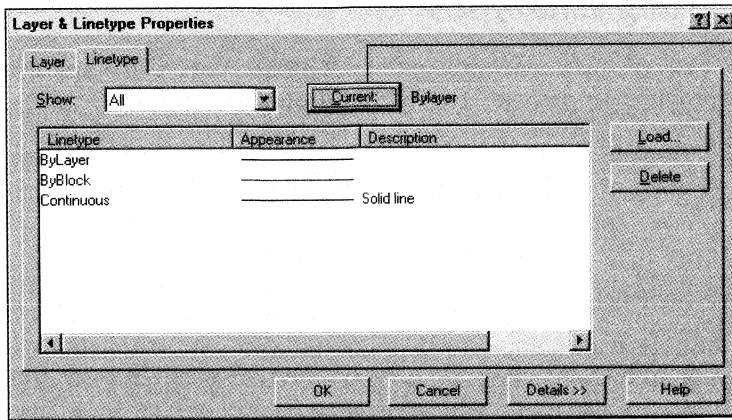 Layer & Linetype Properties
Layer Linetype
Show: All Current: Bylayer
Linetype Appearance Description
ByLayer
ByBlock
Continuous Solid line
Load...
Delete
OK Cancel Details >> Help